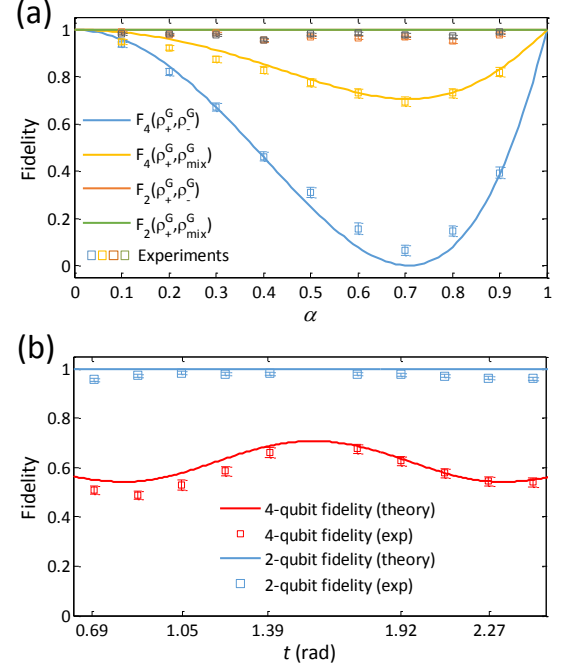 (a)
1
0.8
0.6
0.4
0.2
0
Fidelity
F₄(ρ₊ᴳ,ρ₋ᴳ)
F₄(ρ₊ᴳ,ρᴳmix)
F₂(ρ₊ᴳ,ρ₋ᴳ)
F₂(ρ₊ᴳ,ρᴳmix)
Experiments
0 0.1 0.2 0.3 0.4 0.5 0.6 0.7 0.8 0.9 1
α
(b)
1
0.8
0.6
0.4
0.2
0
Fidelity
4-qubit fidelity (theory)
4-qubit fidelity (exp)
2-qubit fidelity (theory)
2-qubit fidelity (exp)
0.69 1.05 1.39 1.92 2.27
t (rad)